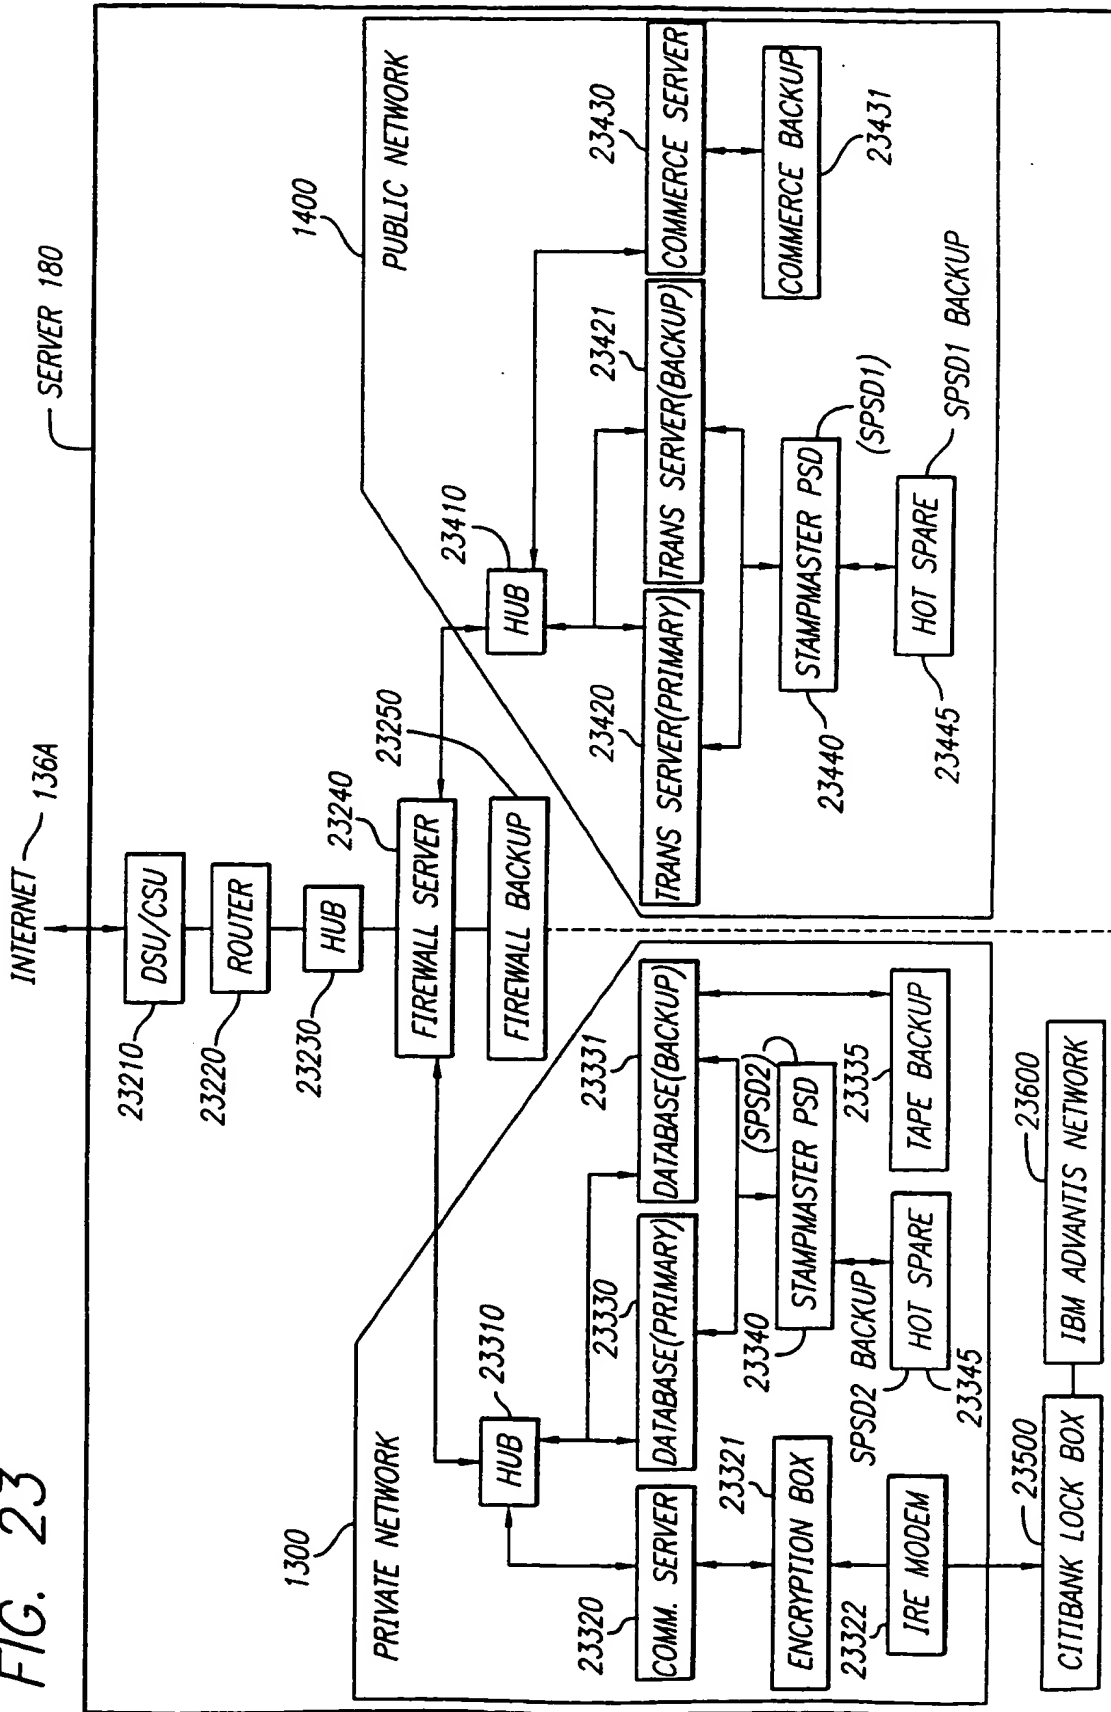 FIG. 23
INTERNET
136A
SERVER 180
DSU/CSU
23210
ROUTER
23220
HUB
23230
FIREWALL SERVER
23240
FIREWALL BACKUP
23250
1300
PRIVATE NETWORK
HUB
23310
COMM. SERVER
23320
DATABASE(PRIMARY)
23330
DATABASE(BACKUP)
23331
ENCRYPTION BOX
23321
STAMPMASTER PSD
23340
(SPSD2)
IRE MODEM
23322
SPSD2 BACKUP
HOT SPARE
23345
TAPE BACKUP
23335
CITIBANK LOCK BOX
23500
IBM ADVANTIS NETWORK
23600
1400
PUBLIC NETWORK
HUB
23410
TRANS SERVER(PRIMARY)
23420
TRANS SERVER(BACKUP)
23421
COMMERCE SERVER
23430
STAMPMASTER PSD
23440
(SPSD1)
COMMERCE BACKUP
23431
HOT SPARE
23445
SPSD1 BACKUP